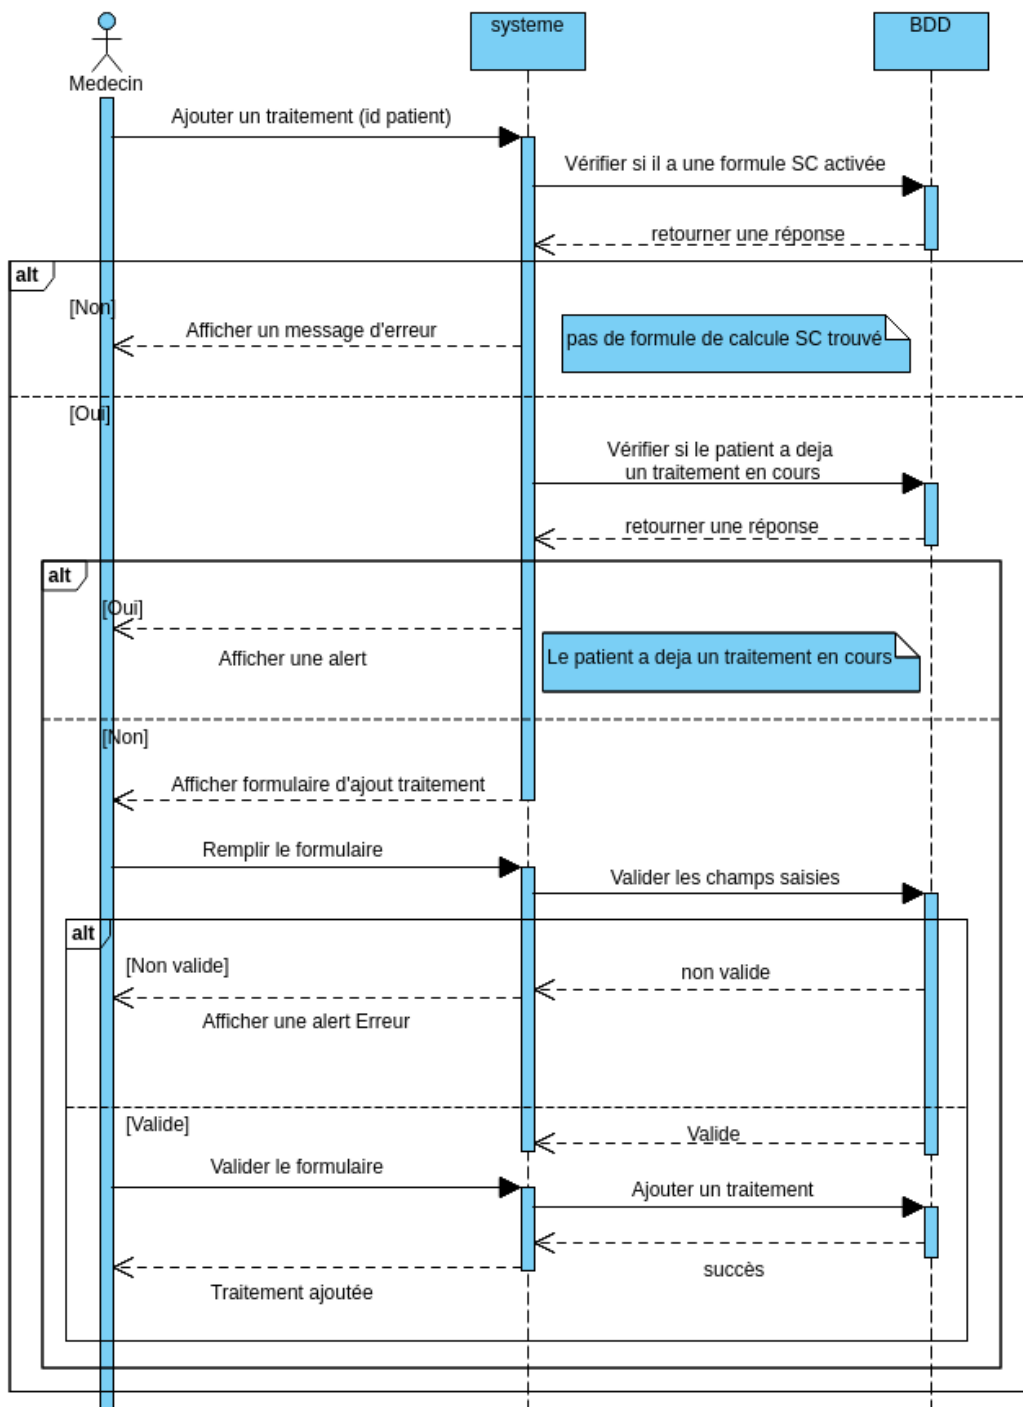 systeme
BDD
Medecin
Ajouter un traitement (id patient)
Vérifier si il a une formule SC activée
retourner une réponse
alt
[Non]
Afficher un message d'erreur
pas de formule de calcule SC trouvé
[Oui]
Vérifier si le patient a deja
un traitement en cours
retourner une réponse
alt
[Oui]
Afficher une alert
Le patient a deja un traitement en cours
[Non]
Afficher formulaire d'ajout traitement
Remplir le formulaire
Valider les champs saisies
alt
[Non valide]
non valide
Afficher une alert Erreur
[Valide]
Valide
Valider le formulaire
Ajouter un traitement
succès
Traitement ajoutée